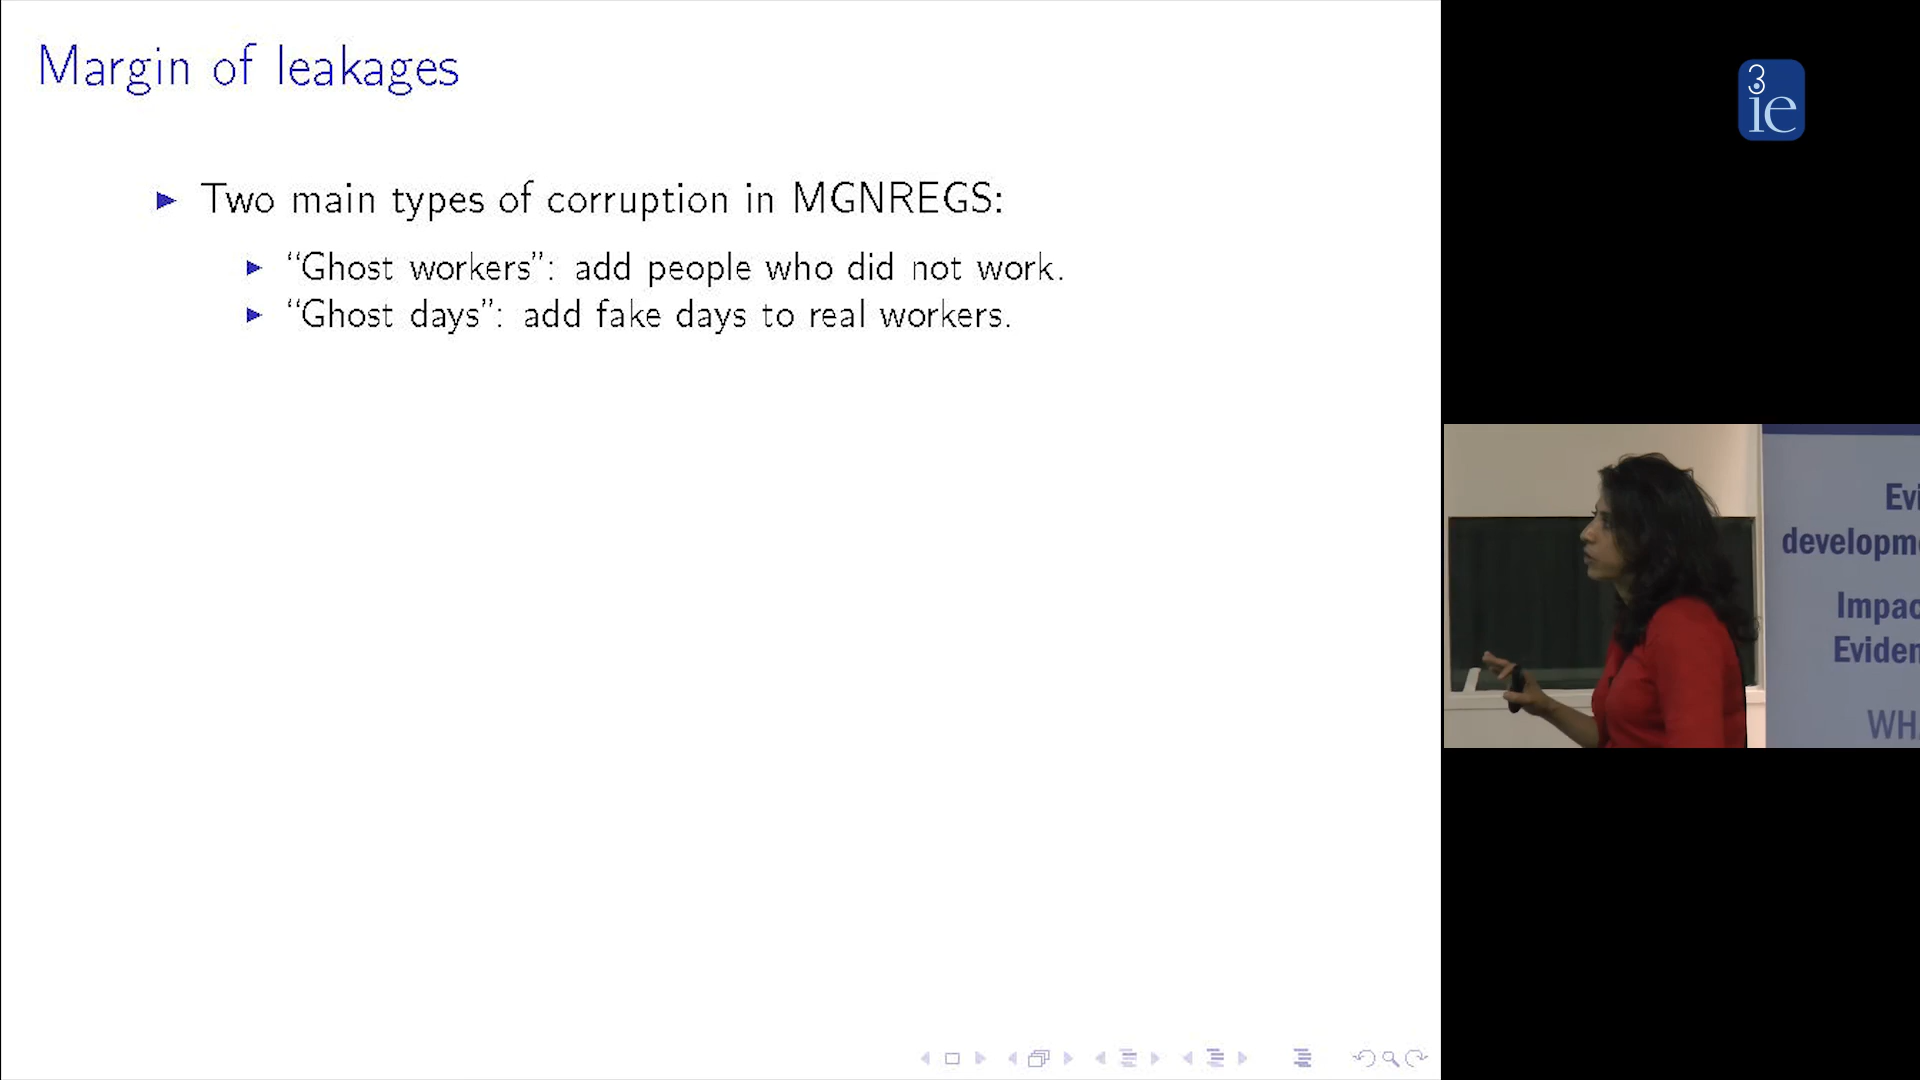 Margin of leakages
Two main types of corruption in MGNREGS:
“Ghost workers”: add people who did not work.
“Ghost days”: add fake days to real workers.
3ie
Evi
developme
Impac
Eviden
WH